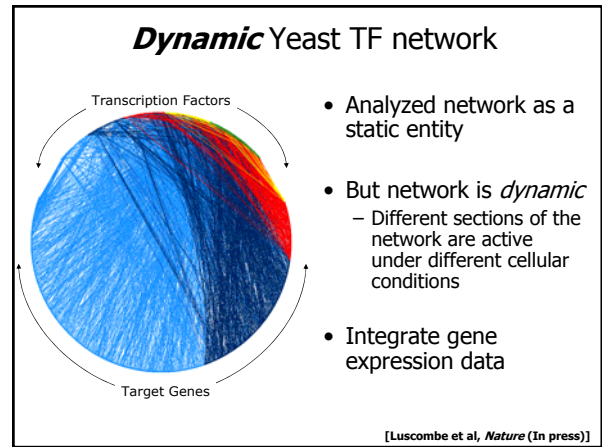 Dynamic Yeast TF network
Transcription Factors
Target Genes
• Analyzed network as a
static entity
• But network is dynamic
– Different sections of the
network are active
under different cellular
conditions
• Integrate gene
expression data
[Luscombe et al, Nature (In press)]